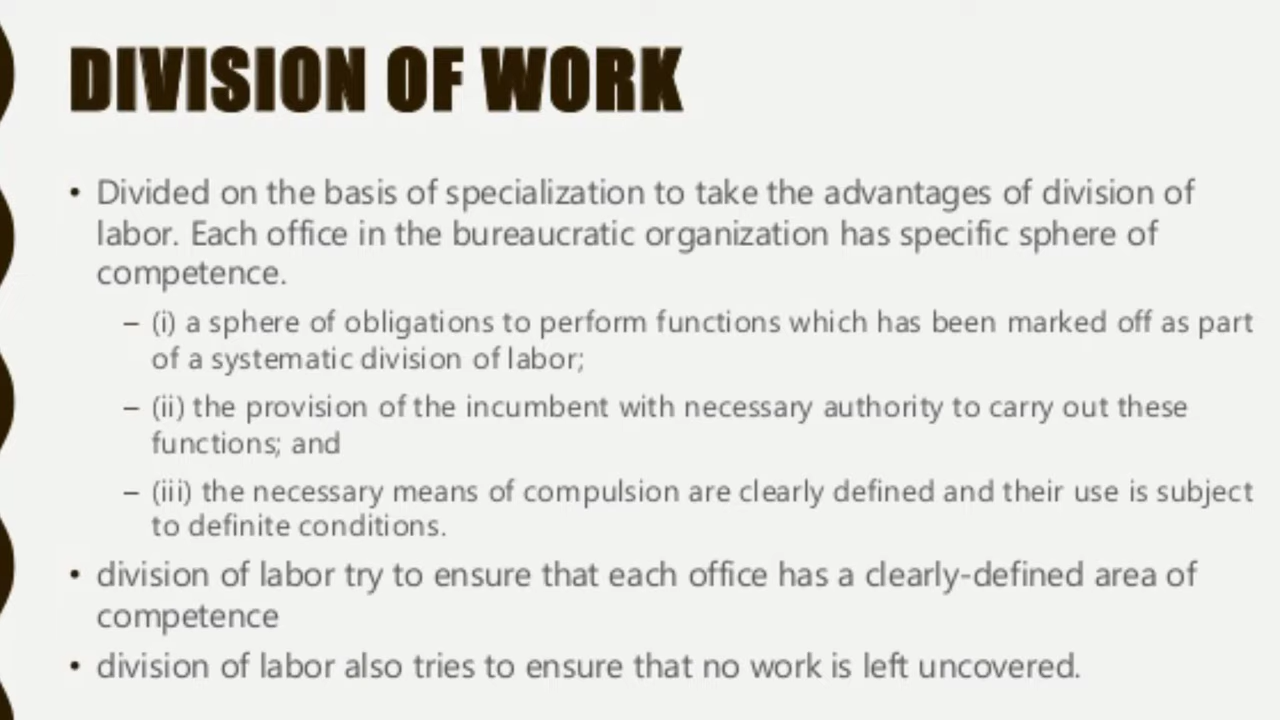 DIVISION OF WORK
• Divided on the basis of specialization to take the advantages of division of
labor. Each office in the bureaucratic organization has specific sphere of
competence.
– (i) a sphere of obligations to perform functions which has been marked off as part
of a systematic division of labor;
– (ii) the provision of the incumbent with necessary authority to carry out these
functions; and
– (iii) the necessary means of compulsion are clearly defined and their use is subject
to definite conditions.
• division of labor try to ensure that each office has a clearly-defined area of
competence
• division of labor also tries to ensure that no work is left uncovered.